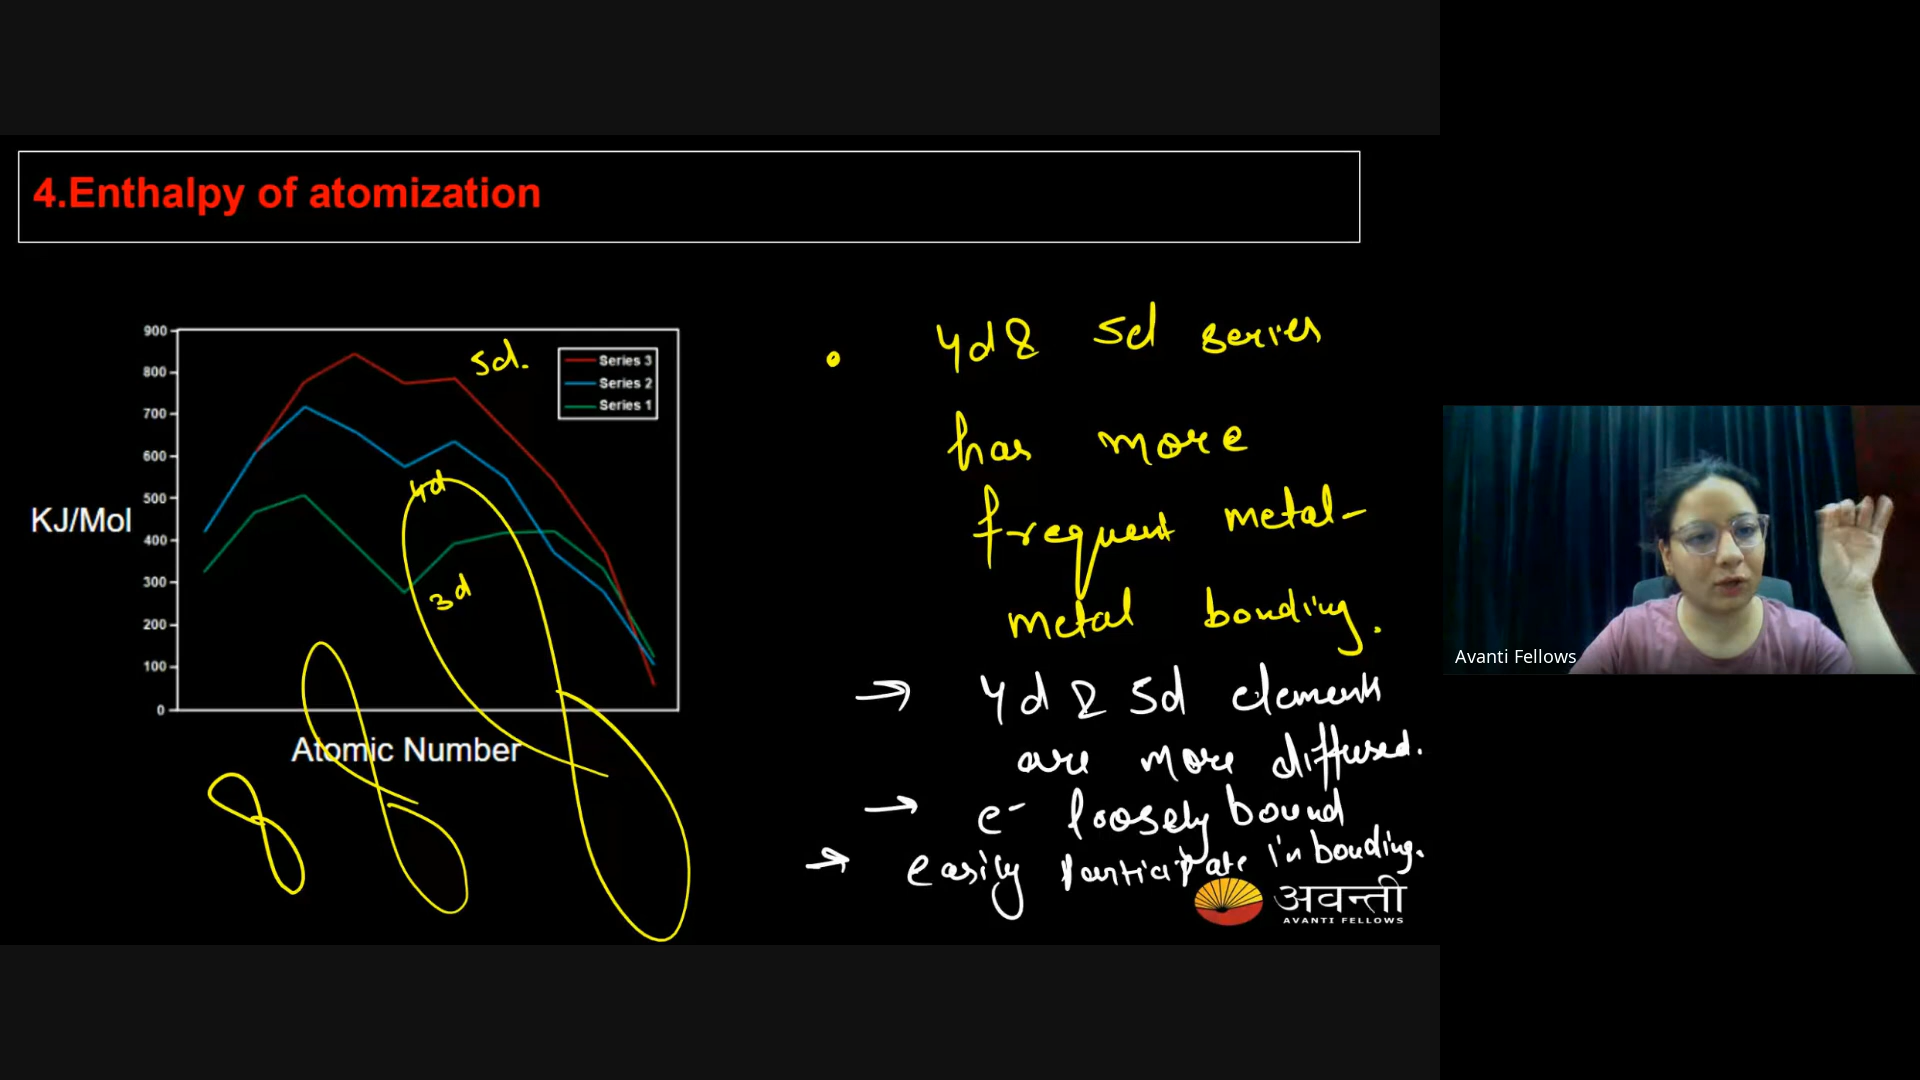 4.Enthalpy of atomization
900
800
700
600
500
400
300
200
100
0
KJ/Mol
Atomic Number
Series 3
Series 2
Series 1
5d.
4d
3d
• 4d & 5d series
has more
frequent metal-
metal bonding.
→ 4d & 5d elements
are more diffused.
→ e- loosely bound
→ easily participate in bonding.
अवन्ती
AVANTI FELLOWS
Avanti Fellows